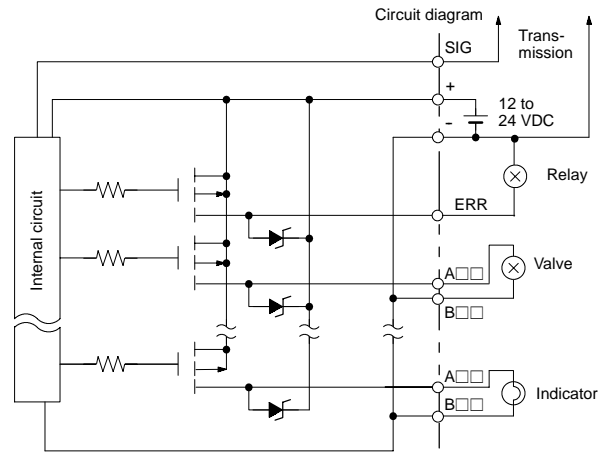 Circuit diagram
SIG
Trans-
mission
+
12 to
24 VDC
-
Relay
ERR
Internal circuit
A□□
Valve
B□□
A□□
Indicator
B□□